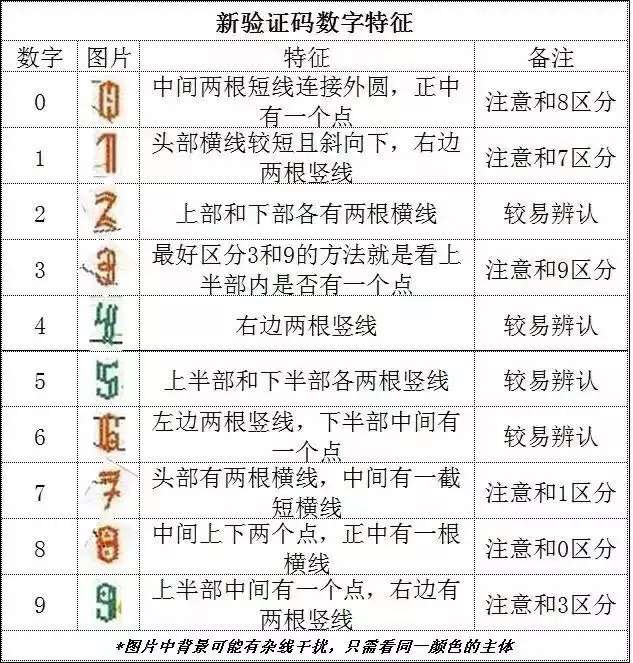 新验证码数字特征
数字 图片 特征 备注
0 中间两根短线连接外圆，正中
有一个点 注意和8区分
1 头部横线较短且斜向下，右边
两根竖线 注意和7区分
2 上部和下部各有两根横线 较易辨认
3 最好区分3和9的方法就是看上
半部内是否有一个点 注意和9区分
4 右边两根竖线 较易辨认
5 上半部和下半部各两根竖线 较易辨认
6 左边两根竖线，下半部中间有
一个点 较易辨认
7 头部有两根横线，中间有一截
短横线 注意和1区分
8 中间上下两个点，正中有一根
横线 注意和0区分
9 上半部中间有一个点，右边有
两根竖线 注意和3区分
*图片中背景可能有杂线干扰，只需看同一颜色的主体